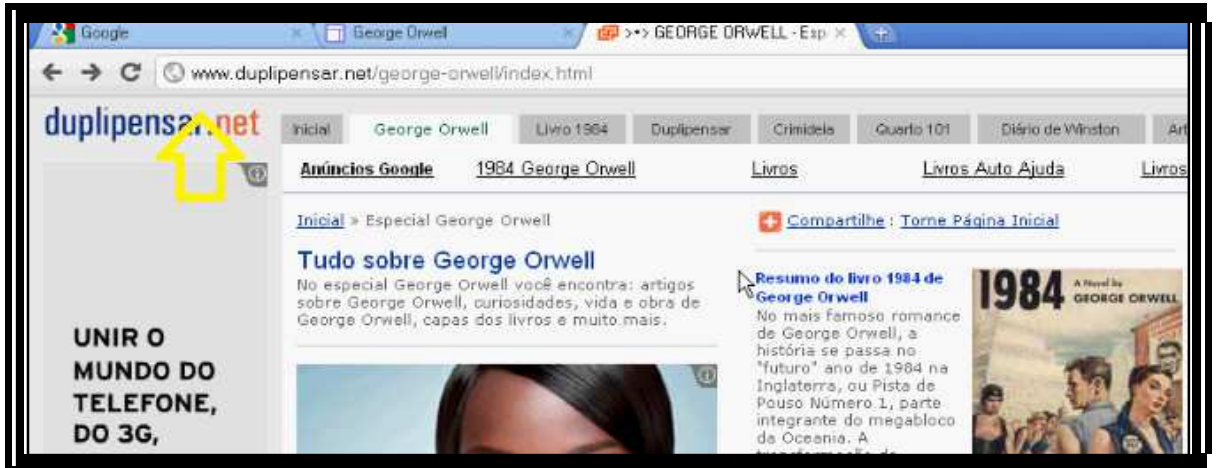 Google
George Orwell
>•> GEORGE ORWELL - Esp
www.duplipensar.net/george-orwell/index.html
duplipensar.net
Inicial
George Orwell
Livro 1984
Duplipensar
Crimideia
Quarto 101
Diário de Winston
Art
Anúncios Google
1984 George Orwell
Livros
Livros Auto Ajuda
Livros
Inicial » Especial George Orwell
Compartilhe : Torne Página Inicial
Tudo sobre George Orwell
No especial George Orwell você encontra: artigos
sobre George Orwell, curiosidades, vida e obra de
George Orwell, capas dos livros e muito mais.
Resumo do livro 1984 de
George Orwell
No mais famoso romance
de George Orwell, a
história se passa no
"futuro" ano de 1984 na
Inglaterra, ou Pista de
Pouso Número 1, parte
integrante do megabloco
da Oceania. A
1984
A Novel by
GEORGE ORWELL
UNIR O
MUNDO DO
TELEFONE,
DO 3G,